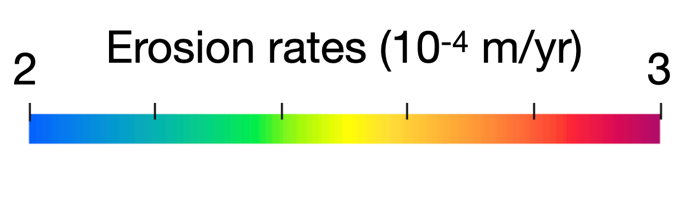 Erosion rates (10-4 m/yr)
2 3